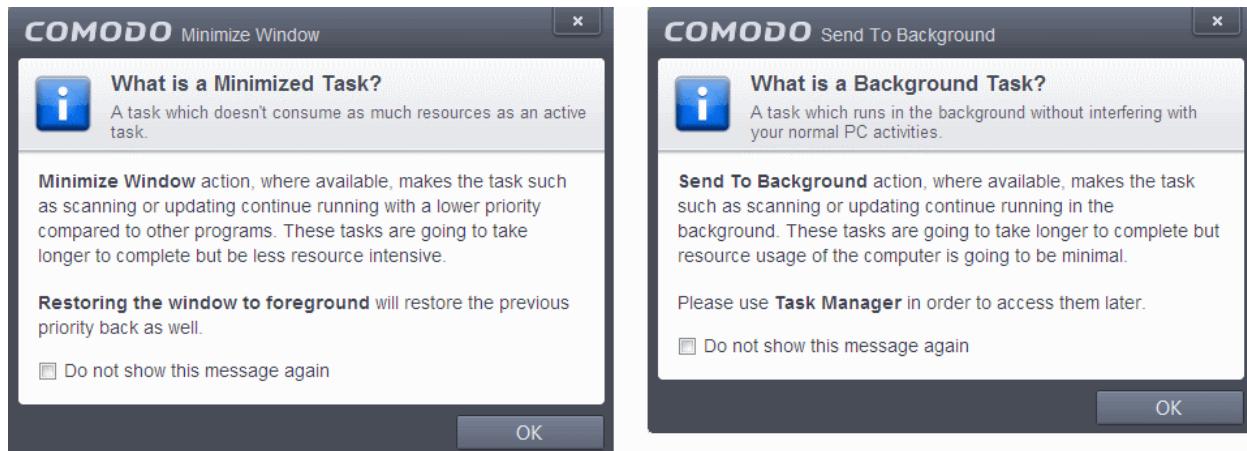 COMODO Minimize Window
What is a Minimized Task?
A task which doesn't consume as much resources as an active
task.
Minimize Window action, where available, makes the task such
as scanning or updating continue running with a lower priority
compared to other programs. These tasks are going to take
longer to complete but be less resource intensive.
Restoring the window to foreground will restore the previous
priority back as well.
Do not show this message again
OK
COMODO Send To Background
What is a Background Task?
A task which runs in the background without interfering with
your normal PC activities.
Send To Background action, where available, makes the task
such as scanning or updating continue running in the
background. These tasks are going to take longer to complete but
resource usage of the computer is going to be minimal.
Please use Task Manager in order to access them later.
Do not show this message again
OK